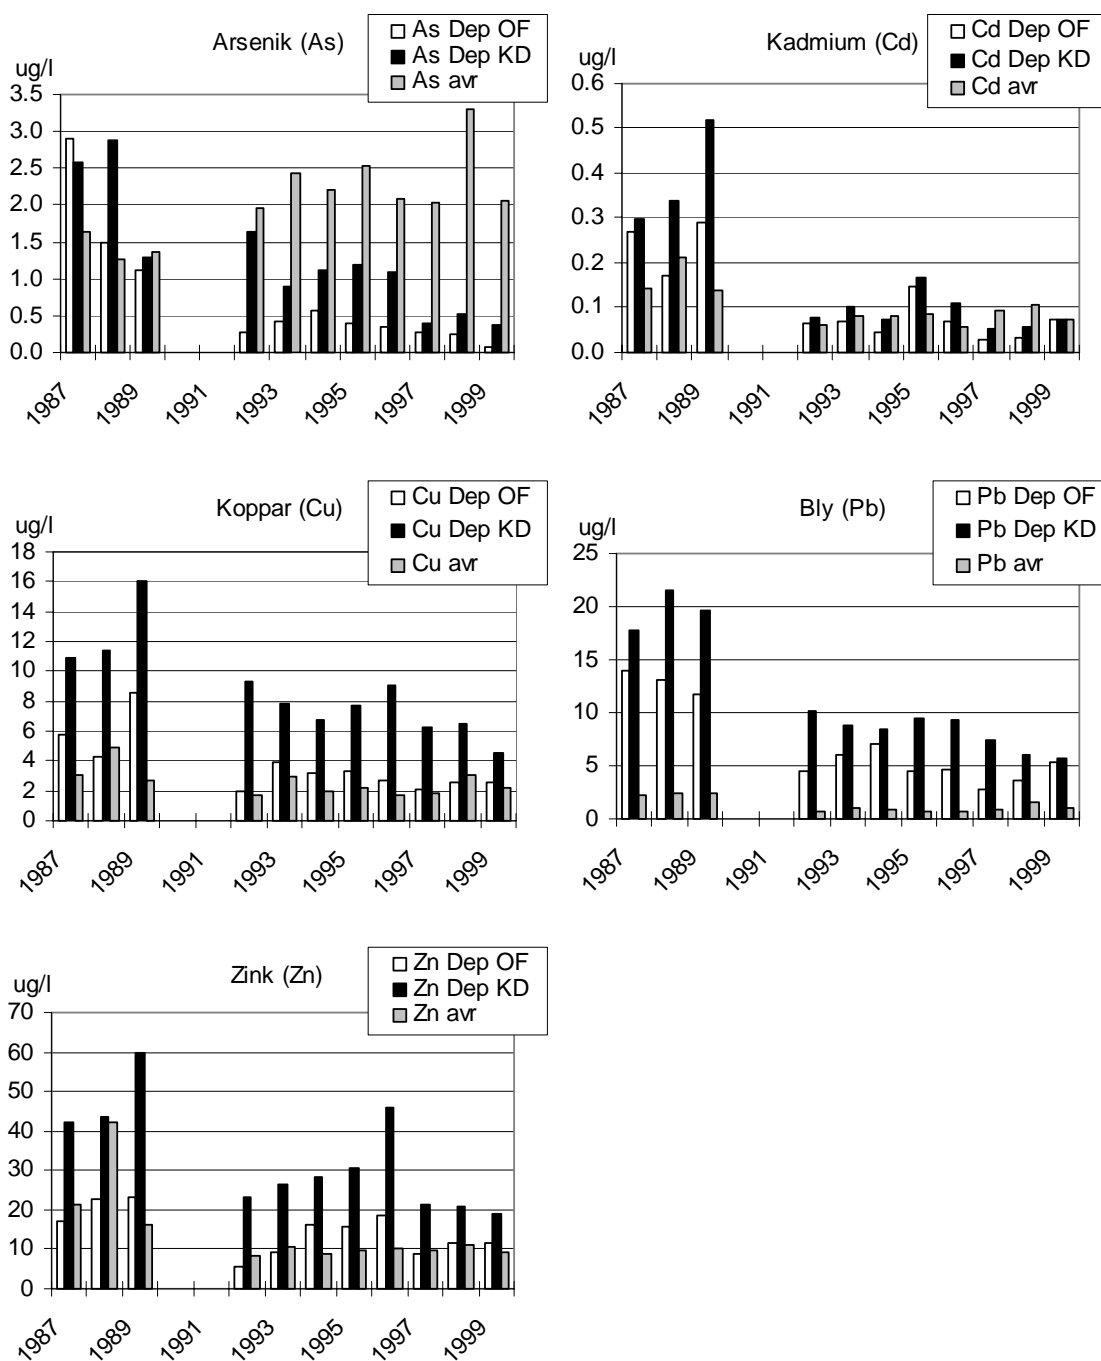 Arsenik (As)
As Dep OF
As Dep KD
As avr
ug/l
3.5
3.0
2.5
2.0
1.5
1.0
0.5
0.0
1987
1989
1991
1993
1995
1997
1999
Kadmium (Cd)
Cd Dep OF
Cd Dep KD
Cd avr
ug/l
0.6
0.5
0.4
0.3
0.2
0.1
0.0
1987
1989
1991
1993
1995
1997
1999
Koppar (Cu)
Cu Dep OF
Cu Dep KD
Cu avr
ug/l
18
16
14
12
10
8
6
4
2
0
1987
1989
1991
1993
1995
1997
1999
Bly (Pb)
Pb Dep OF
Pb Dep KD
Pb avr
ug/l
25
20
15
10
5
0
1987
1989
1991
1993
1995
1997
1999
Zink (Zn)
Zn Dep OF
Zn Dep KD
Zn avr
ug/l
70
60
50
40
30
20
10
0
1987
1989
1991
1993
1995
1997
1999